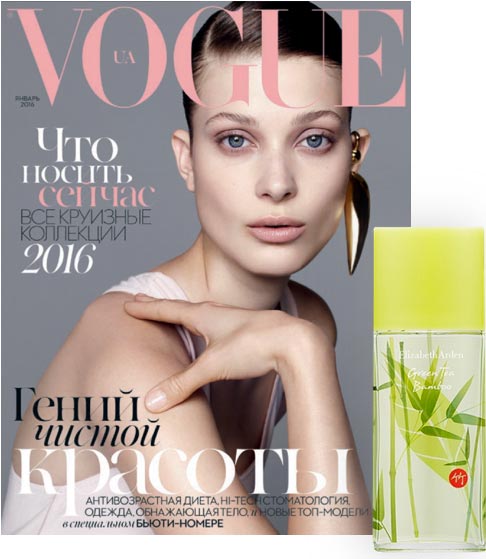 VOGUE
UA
ЯНВАРЬ
2016
Что
носить
сейчас
ВСЕ КРУИЗНЫЕ
КОЛЛЕКЦИИ
2016
Гений
чистой
красоты
АНТИВОЗРАСТНАЯ ДИЕТА, HI-TECH СТОМАТОЛОГИЯ,
ОДЕЖДА, ОБНАЖАЮЩАЯ ТЕЛО, И НОВЫЕ ТОП-МОДЕЛИ
в специальном БЬЮТИ-НОМЕРЕ
Elizabeth Arden
Green Tea
Bamboo